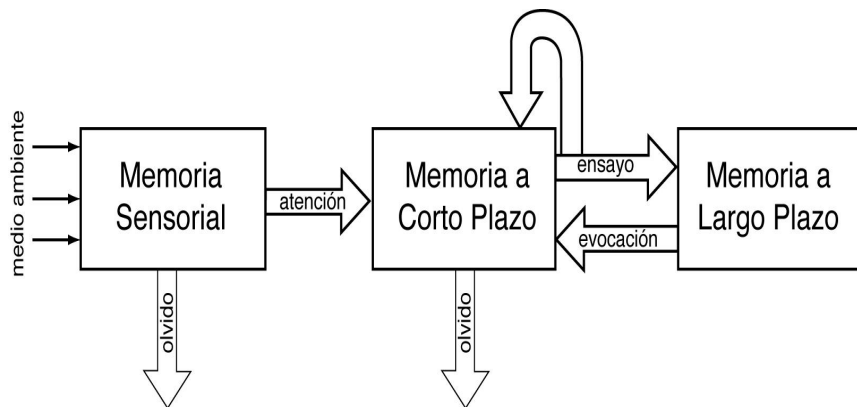 medio ambiente
Memoria
Sensorial
atención
Memoria a
Corto Plazo
ensayo
evocación
Memoria a
Largo Plazo
olvido
olvido